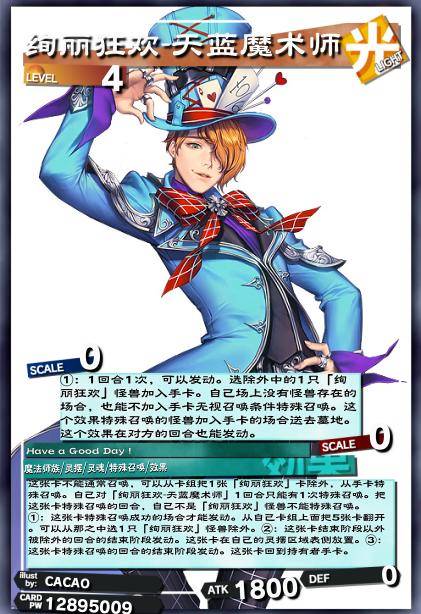 绚丽狂欢-天蓝魔术师
光
LIGHT
LEVEL 4
10
SCALE 0
①：1回合1次，可以发动。选除外中的1只「绚
丽狂欢」怪兽加入手卡。自己场上没有怪兽存在的
场合，也能不加入手卡无视召唤条件特殊召唤。这
个效果特殊召唤的怪兽加入手卡的场合送去墓地。
这个效果在对方的回合也能发动。
SCALE 0
Have a Good Day !
效果
魔法师族/灵摆/灵魂/特殊召唤/效果
这张卡不能通常召唤，可以从卡组把1张「绚丽狂欢」卡除外，从手卡特
殊召唤。自己对「绚丽狂欢-天蓝魔术师」1回合只能有1次特殊召唤。把
这张卡特殊召唤的回合，自己不是「绚丽狂欢」怪兽不能特殊召唤。
①：这张卡特殊召唤成功的场合才能发动。从自己卡组上面把5张卡翻开
。可以从那之中选1只「绚丽狂欢」怪兽除外。②：这张卡结束阶段以外
被除外的回合的结束阶段发动。这张卡在自己的灵摆区域表侧放置。③：
这张卡特殊召唤的回合的结束阶段发动。这张卡回到持有者手卡。
illust by: CACAO
CARD PW 12895009
ATK 1800
DEF 0